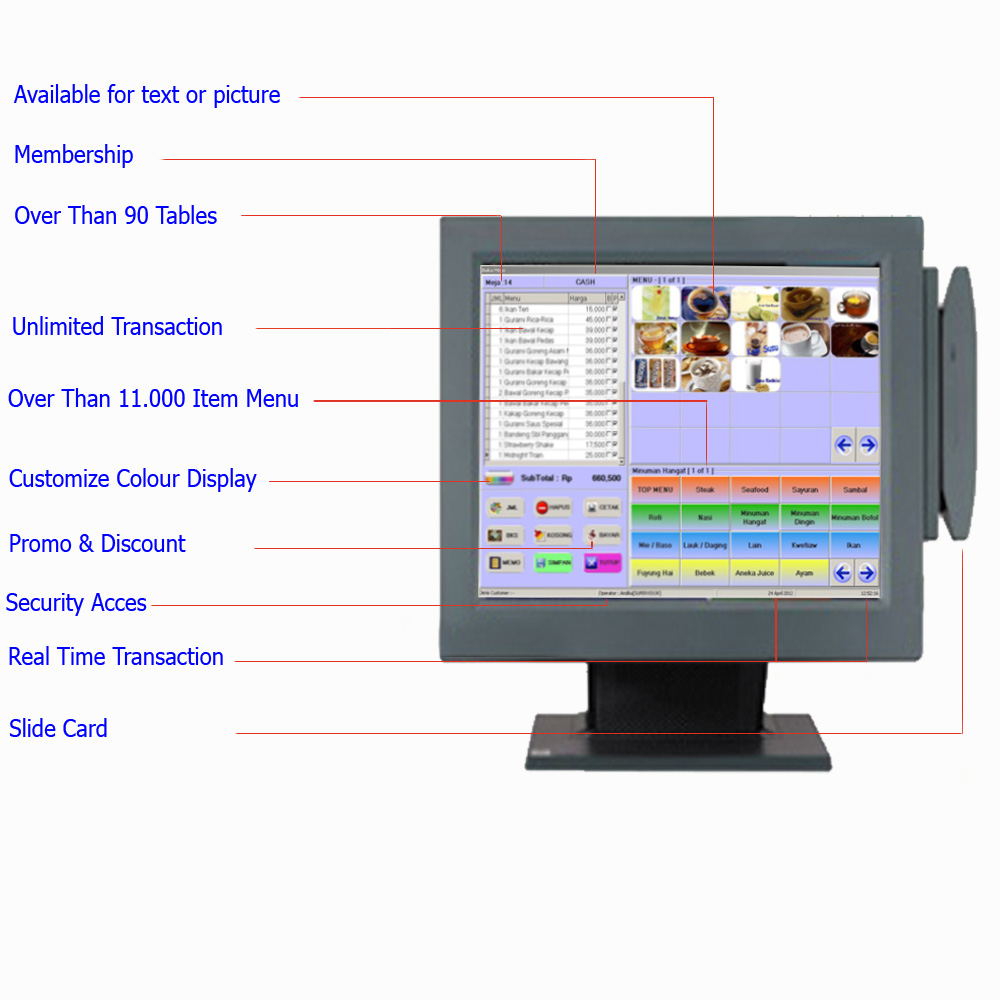 Available for text or picture
Membership
Over Than 90 Tables
Unlimited Transaction
Over Than 11.000 Item Menu
Customize Colour Display
Promo & Discount
Security Acces
Real Time Transaction
Slide Card
Meja 14
CASH
JML Menu Harga
6 Ikan Teri 15.000
1 Gurami Rica-Rica 45.000
1 Ikan Bawal Kecap 39.000
1 Ikan Bawal Pedas 39.000
1 Gurami Goreng Asam 36.000
1 Gurami Kecap Bawang 36.000
1 Gurami Bakar Kecap P 36.000
1 Gurami Goreng Kecap 36.000
2 Bawal Goreng Kecap P 35.000
1 Bawal Bakar Kecap 35.000
1 Kakap Goreng Kecap 36.000
1 Gurami Saus Spesial 36.000
1 Bandeng Sbl Panggang 30.000
1 Strawberry Shake 17.500
1 Midnight Train 25.000
SubTotal : Rp 660,500
JML HAPUS CETAK
BKS KOSONG BAYAR
MEMO SIMPAN TUTUP
MENU - [ 1 of 1 ]
Susu
Minuman Hangat [ 1 of 1 ]
TOP MENU Steak Seafood Sayuran Sambal
Roti Nasi Minuman Hangat Minuman Dingin Minuman Botol
Mie / Baso Lauk / Daging Lain Kwetiaw Ikan
Fuyung Hai Bebek Aneka Juice Ayam
Jenis Customer :
Operator : Andika[SUPERVISOR]
24 April 2012
12:52:16